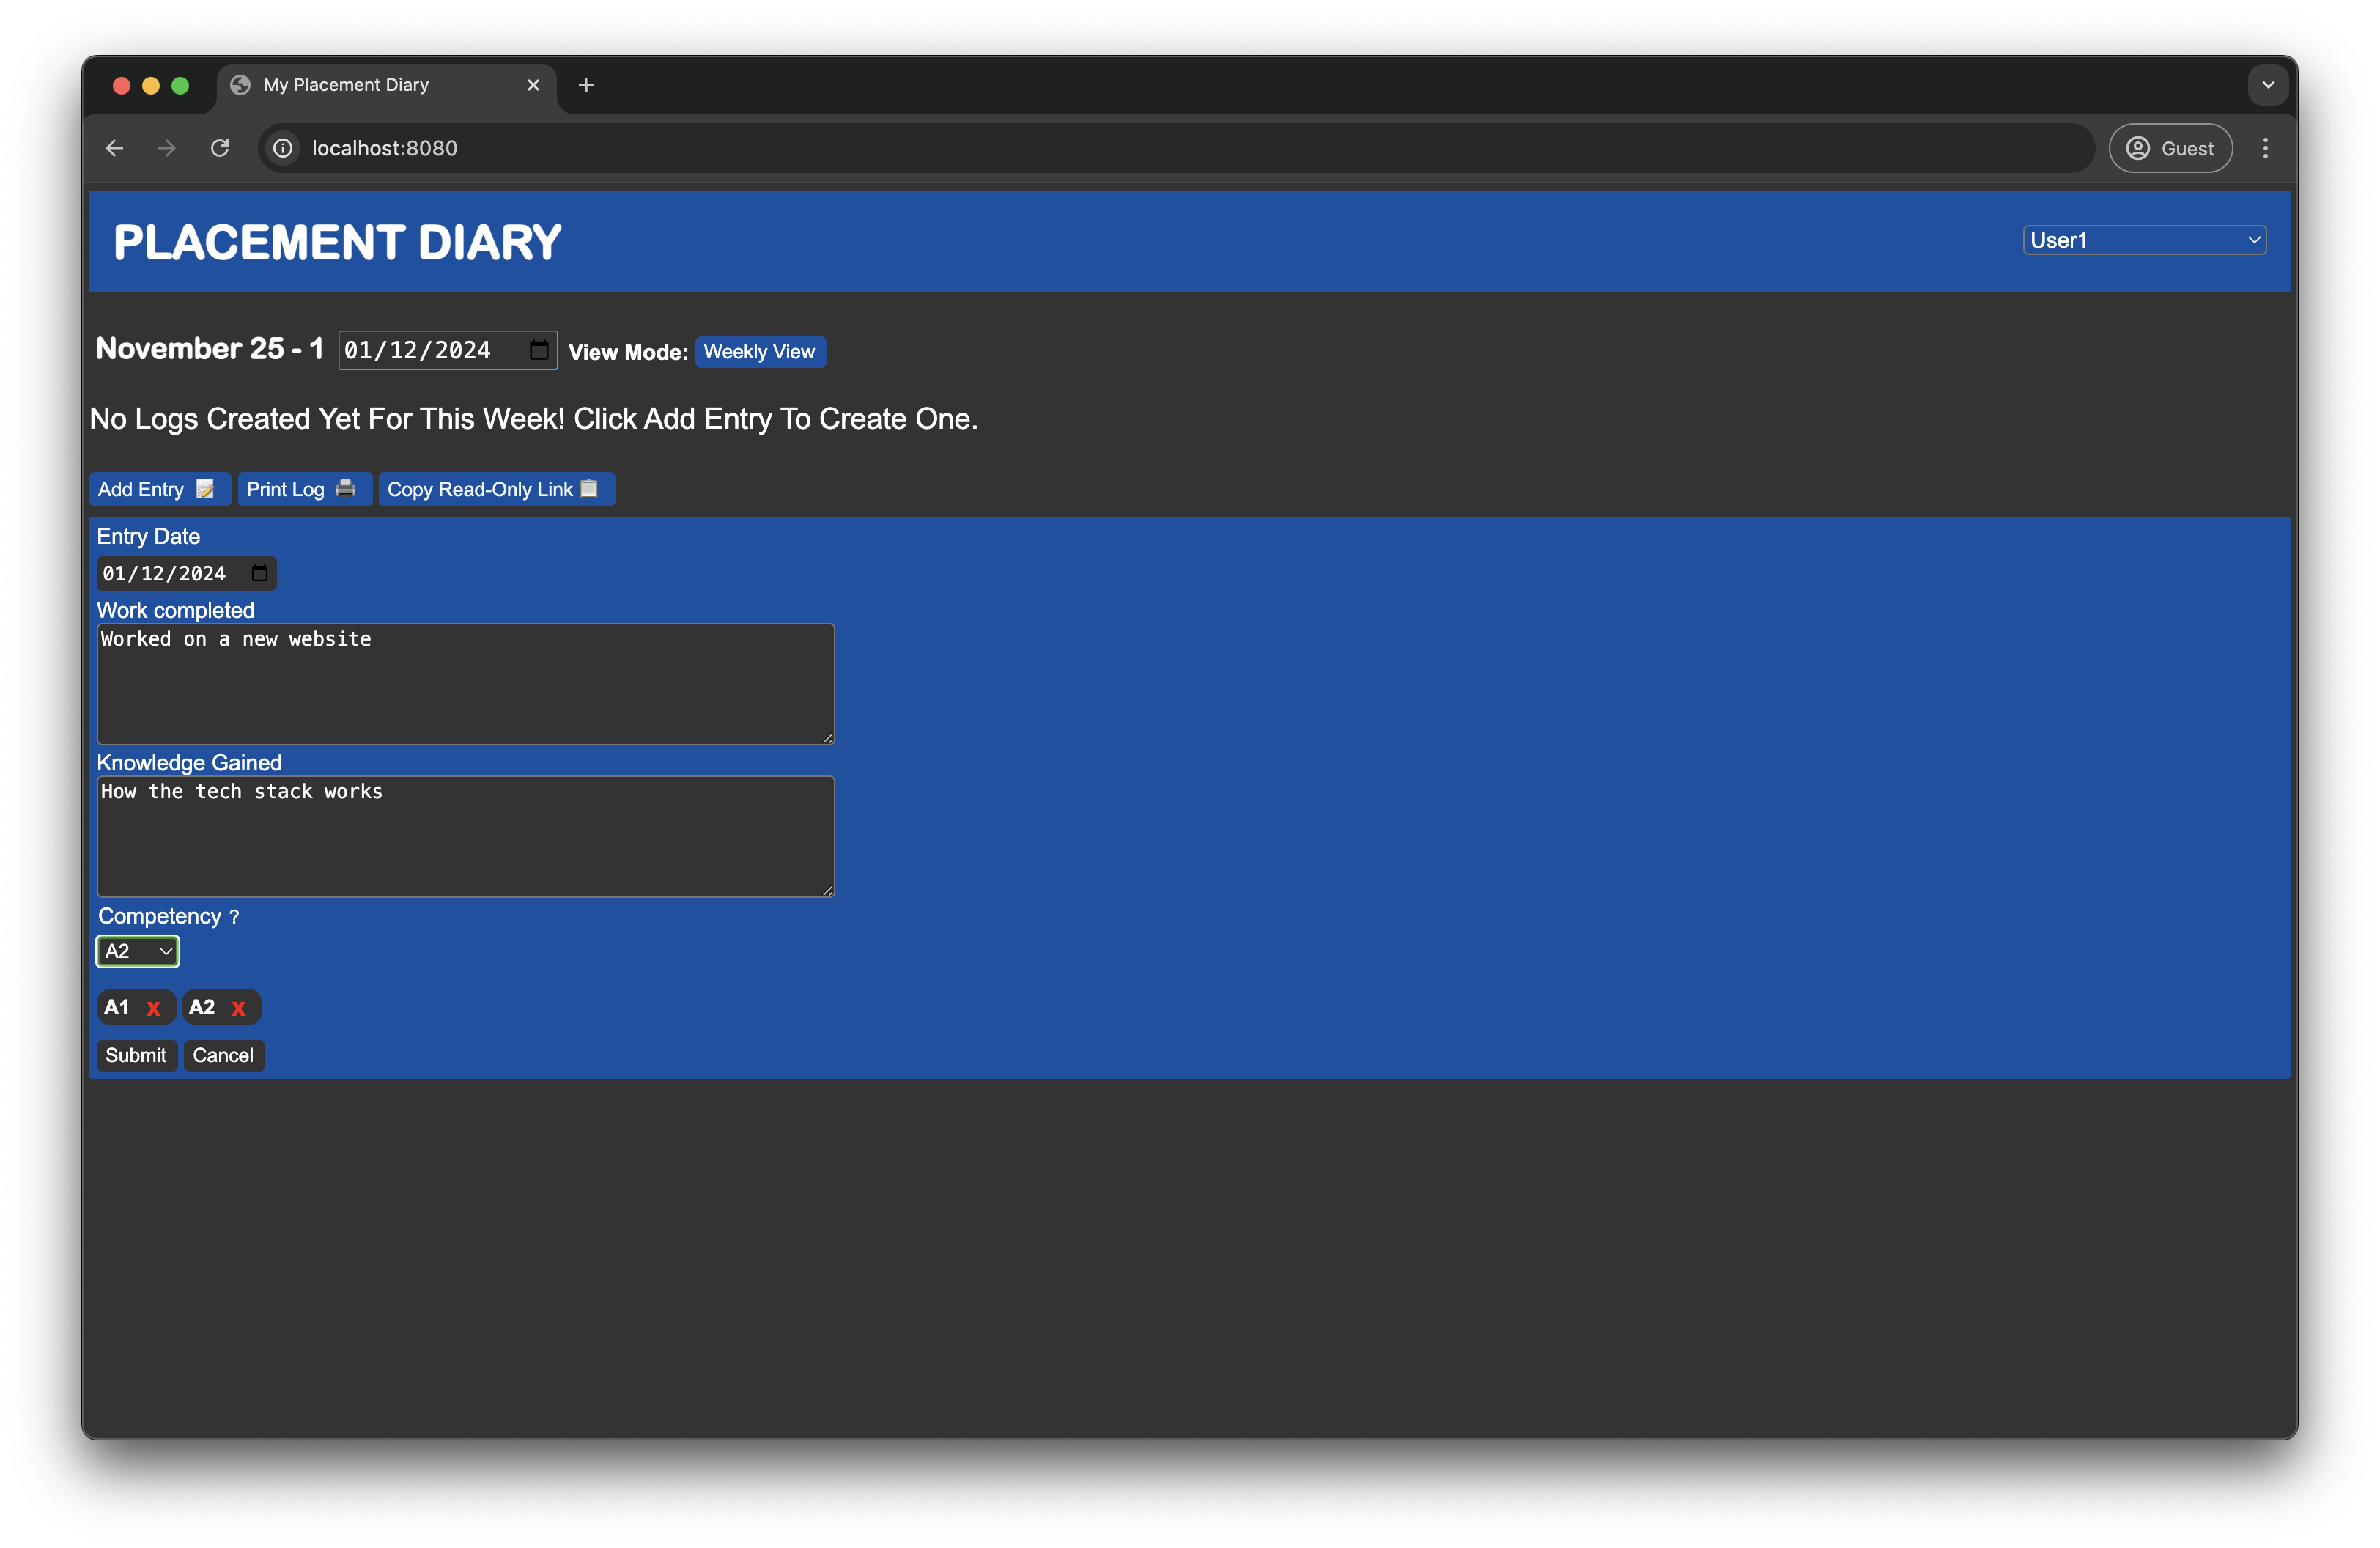 My Placement Diary
localhost:8080
Guest
PLACEMENT DIARY
User1
November 25 - 1 01/12/2024 View Mode: Weekly View
No Logs Created Yet For This Week! Click Add Entry To Create One.
Add Entry 📝 Print Log 🖨️ Copy Read-Only Link 📋
Entry Date
01/12/2024
Work completed
Worked on a new website
Knowledge Gained
How the tech stack works
Competency ?
A2
A1 x A2 x
Submit Cancel